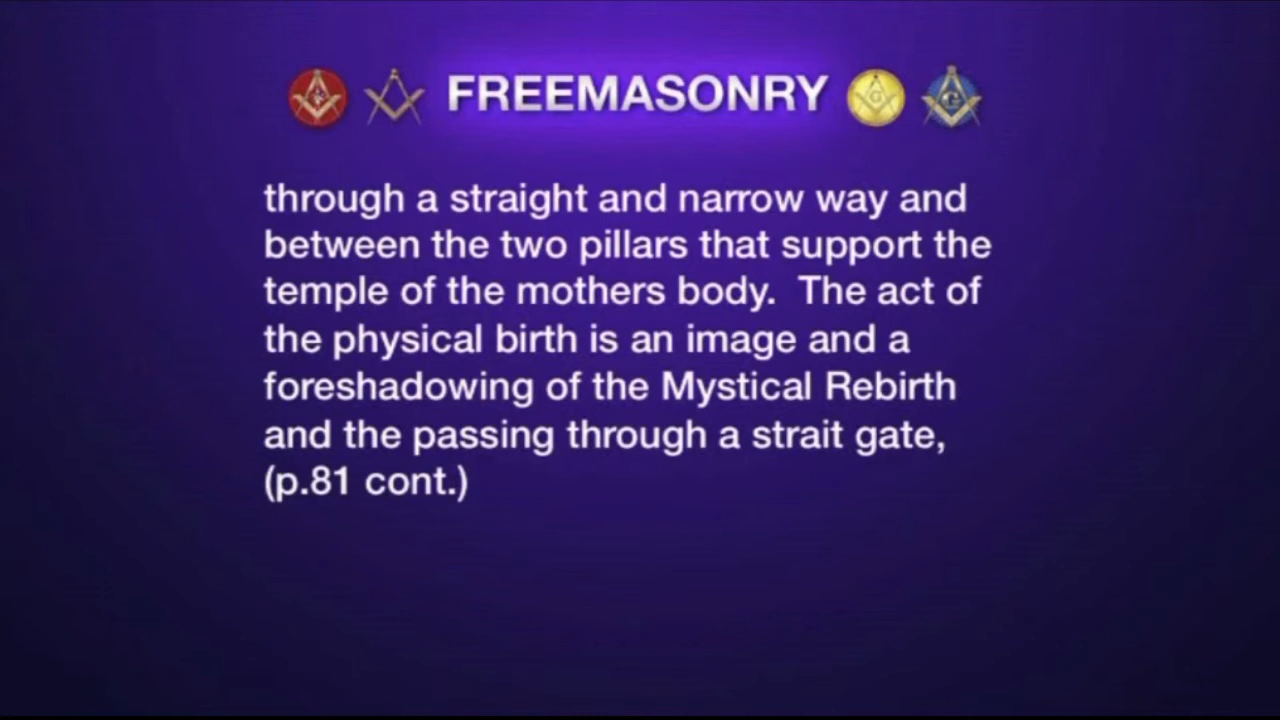 FREEMASONRY
through a straight and narrow way and
between the two pillars that support the
temple of the mothers body.  The act of
the physical birth is an image and a
foreshadowing of the Mystical Rebirth
and the passing through a strait gate,
(p.81 cont.)